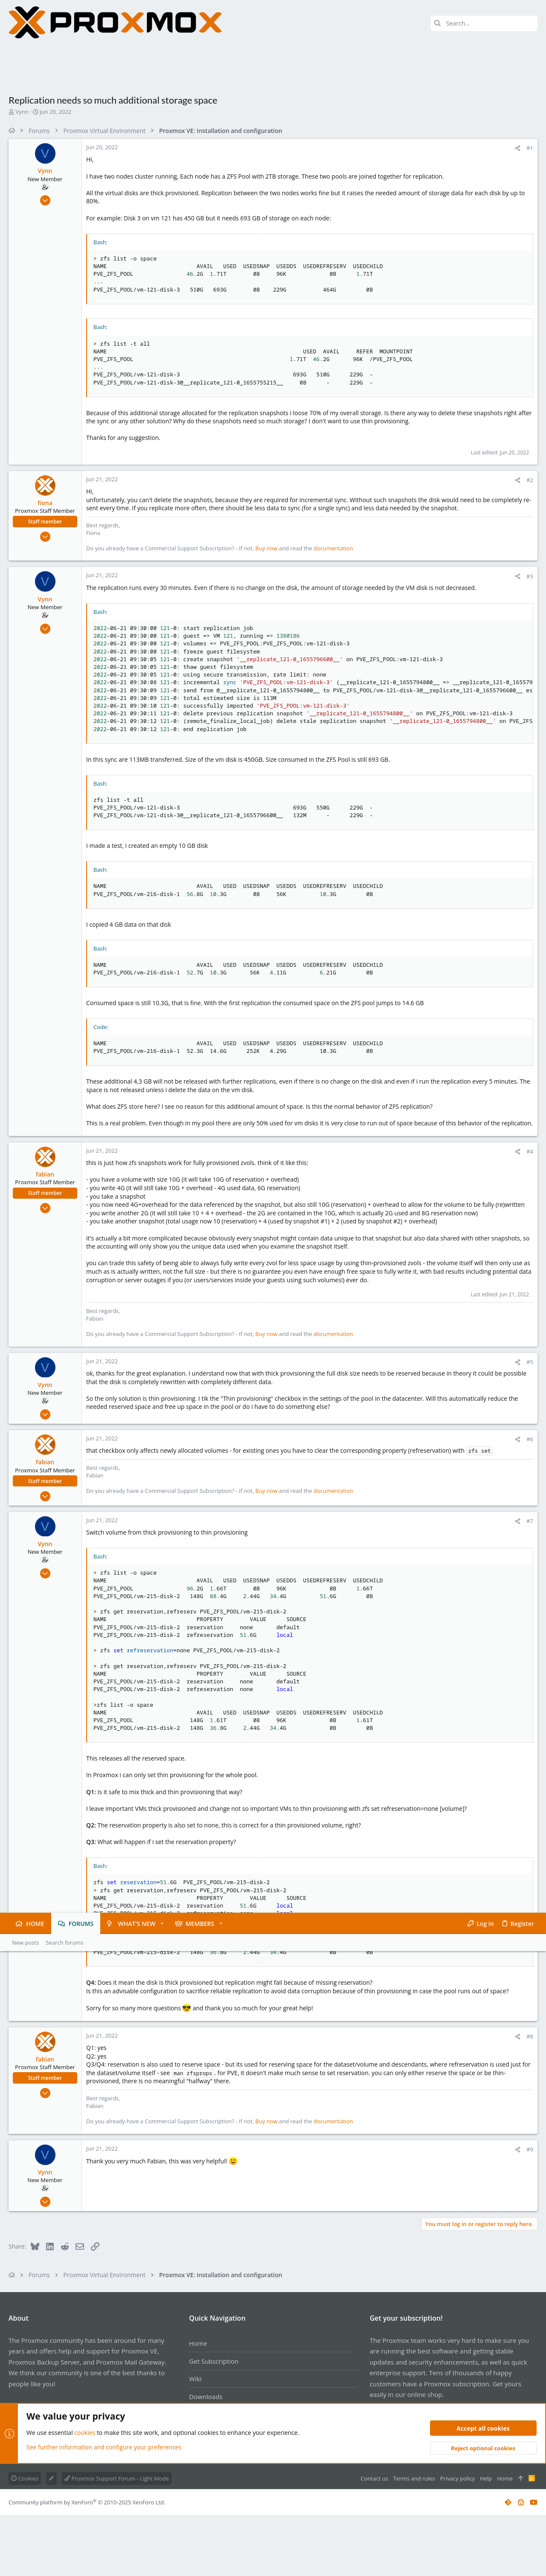 PROXMOX
Search...
Replication needs so much additional storage space
Vynn · Jun 20, 2022
Forums > Proxmox Virtual Environment > Proxmox VE: Installation and configuration
Jun 20, 2022 #1
V
Vynn
New Member
Hi,
I have two nodes cluster running, Each node has a ZFS Pool with 2TB storage. These two pools are joined together for replication.
All the virtual disks are thick provisioned. Replication between the two nodes works fine but it raises the needed amount of storage data for each disk by up to
80%.
For example: Disk 3 on vm 121 has 450 GB but it needs 693 GB of storage on each node:
Bash:
> zfs list -o space
NAME AVAIL USED USEDSNAP USEDDS USEDREFRESERV USEDCHILD
PVE_ZFS_POOL 46.2G 1.71T 0B 96K 0B 1.71T
...
PVE_ZFS_POOL/vm-121-disk-3 510G 693G 0B 229G 464G 0B
Bash:
> zfs list -t all
NAME USED AVAIL REFER MOUNTPOINT
PVE_ZFS_POOL 1.71T 46.2G 96K /PVE_ZFS_POOL
...
PVE_ZFS_POOL/vm-121-disk-3 693G 510G 229G -
PVE_ZFS_POOL/vm-121-disk-3@__replicate_121-0_1655755215__ 0B - 229G -
Because of this additional storage allocated for the replication snapshots I loose 70% of my overall storage. Is there any way to delete these snapshots right after
the sync or any other solution? Why do these snapshots need so much storage? I don't want to use thin provisioning.
Thanks for any suggestion.
Last edited: Jun 20, 2022
Jun 21, 2022 #2
fiona
Proxmox Staff Member
Staff member
Hi,
unfortunately, you can't delete the snapshots, because they are required for incremental sync. Without such snapshots the disk would need to be completely re-
sent every time. If you replicate more often, there should be less data to sync (for a single sync) and less data needed by the snapshot.
Best regards,
Fiona
Do you already have a Commercial Support Subscription? - If not, Buy now and read the documentation
Jun 21, 2022 #3
V
Vynn
New Member
The replication runs every 30 minutes. Even if there is no change on the disk, the amount of storage needed by the VM disk is not decreased.
Bash:
2022-06-21 09:30:00 121-0: start replication job
2022-06-21 09:30:00 121-0: guest => VM 121, running => 1380186
2022-06-21 09:30:00 121-0: volumes => PVE_ZFS_POOL:PVE_ZFS_POOL:vm-121-disk-3
2022-06-21 09:30:00 121-0: freeze guest filesystem
2022-06-21 09:30:05 121-0: create snapshot '__replicate_121-0_1655796600__' on PVE_ZFS_POOL:vm-121-disk-3
2022-06-21 09:30:05 121-0: thaw guest filesystem
2022-06-21 09:30:08 121-0: using secure transmission, rate limit: none
2022-06-21 09:30:08 121-0: incremental sync 'PVE_ZFS_POOL:vm-121-disk-3' (__replicate_121-0_1655794800__ => __replicate_121-0_1655796600__)
2022-06-21 09:30:09 121-0: send from @__replicate_121-0_1655794800__ to PVE_ZFS_POOL/vm-121-disk-3@__replicate_121-0_1655796600__ es
2022-06-21 09:30:10 121-0: total estimated size is 113M
2022-06-21 09:30:10 121-0: successfully imported 'PVE_ZFS_POOL:vm-121-disk-3'
2022-06-21 09:30:11 121-0: delete previous replication snapshot '__replicate_121-0_1655794800__' on PVE_ZFS_POOL:vm-121-disk-3
2022-06-21 09:30:12 121-0: (remote_finalize_local_job) delete stale replication snapshot '__replicate_121-0_1655794800__' on PVE_ZFS
2022-06-21 09:30:12 121-0: end replication job
In this sync are 113MB transferred. Size of the vm disk is 450GB. Size consumed in the ZFS Pool is still 693 GB.
Bash:
zfs list -t all
PVE_ZFS_POOL/vm-121-disk-3 693G 550G 229G -
PVE_ZFS_POOL/vm-121-disk-3@__replicate_121-0_1655796600__ 132M - 229G -
I made a test, i created an empty 10 GB disk
Bash:
NAME AVAIL USED USEDSNAP USEDDS USEDREFRESERV USEDCHILD
PVE_ZFS_POOL/vm-216-disk-1 56.8G 10.3G 0B 56K 10.3G 0B
I copied 4 GB data on that disk
Bash:
NAME AVAIL USED USEDSNAP USEDDS USEDREFRESERV USEDCHILD
PVE_ZFS_POOL/vm-216-disk-1 52.7G 10.3G 56K 4.11G 6.21G 0B
Consumed space is still 10.3G, that is fine. With the first replication the consumed space on the ZFS pool jumps to 14.6 GB
Code:
NAME AVAIL USED USEDSNAP USEDDS USEDREFRESERV USEDCHILD
PVE_ZFS_POOL/vm-216-disk-1 52.3G 14.6G 252K 4.29G 10.3G 0B
These additional 4,3 GB will not be released with further replications, even if there is no change on the disk and even if i run the replication every 5 minutes. The
space is not released unless i delete the data on the vm disk.
What does ZFS store here? I see no reason for this additional amount of space. Is this the normal behavior of ZFS replication?
This is a real problem. Even though in my pool there are only 50% used for vm disks it is very close to run out of space because of this behavior of the replication.
Jun 21, 2022 #4
fabian
Proxmox Staff Member
Staff member
this is just how zfs snapshots work for fully provisioned zvols. think of it like this:
- you have a volume with size 10G (it will take 10G of reservation + overhead)
- you write 4G (it will still take 10G + overhead - 4G used data, 6G reservation)
- you take a snapshot
- you now need 4G+overhead for the data referenced by the snapshot, but also still 10G (reservation) + overhead to allow for the volume to be fully (re)written
- you write another 2G (it will still take 4G + 10G + overhead, since the 2G are contained in the 10G, which is actually 2G used and 8G reservation now)
- you take another snapshot (total usage now 10 (reservation) + 4 (used by snapshot #1) + 2 (used by snapshot #2) + overhead)
it's actually a bit more complicated because obviously every snapshot might contain data unique to that snapshot but also data shared with other snapshots, so
the accounting will only show you the unique data used when you examine the snapshot itself.
you can trade this safety of being able to always fully write every zvol for less space usage by using thin-provisioned zvols - the volume itself will then only use as
much as is actually written, not the full size - but there is no guarantee you even have enough free space to fully write it, with bad results including potential data
corruption or server outages if you (or users/services inside your guests using such volumes!) ever do.
Last edited: Jun 21, 2022
Best regards,
Fabian
Do you already have a Commercial Support Subscription? - If not, Buy now and read the documentation
Jun 21, 2022 #5
V
Vynn
New Member
ok, thanks for the great explanation. I understand now that with thick provisioning the full disk size needs to be reserved because in theory it could be possible
that the disk is completely rewritten with completely different data.
So the only solution is thin provisioning. I tik the "Thin provisioning" checkbox in the settings of the pool in the datacenter. Will this automatically reduce the
needed reserved space and free up space in the pool or do i have to do something else?
Jun 21, 2022 #6
fabian
Proxmox Staff Member
Staff member
that checkbox only affects newly allocated volumes - for existing ones you have to clear the corresponding property (refreservation) with zfs set
Best regards,
Fabian
Do you already have a Commercial Support Subscription? - If not, Buy now and read the documentation
Jun 21, 2022 #7
V
Vynn
New Member
Switch volume from thick provisioning to thin provisioning
Bash:
> zfs list -o space
NAME AVAIL USED USEDSNAP USEDDS USEDREFRESERV USEDCHILD
PVE_ZFS_POOL 96.2G 1.66T 0B 96K 0B 1.66T
PVE_ZFS_POOL/vm-215-disk-2 148G 88.4G 2.44G 34.4G 51.6G 0B
> zfs get reservation,refreserv PVE_ZFS_POOL/vm-215-disk-2
NAME PROPERTY VALUE SOURCE
PVE_ZFS_POOL/vm-215-disk-2 reservation none default
PVE_ZFS_POOL/vm-215-disk-2 refreservation 51.6G local
> zfs set refreservation=none PVE_ZFS_POOL/vm-215-disk-2
> zfs get reservation,refreserv PVE_ZFS_POOL/vm-215-disk-2
NAME PROPERTY VALUE SOURCE
PVE_ZFS_POOL/vm-215-disk-2 reservation none default
PVE_ZFS_POOL/vm-215-disk-2 refreservation none local
>zfs list -o space
NAME AVAIL USED USEDSNAP USEDDS USEDREFRESERV USEDCHILD
PVE_ZFS_POOL 148G 1.61T 0B 96K 0B 1.61T
PVE_ZFS_POOL/vm-215-disk-2 148G 36.8G 2.44G 34.4G 0B 0B
This releases all the reserved space.
In Proxmox i can only set thin provisioning for the whole pool.
Q1: Is it safe to mix thick and thin provisioning that way?
I leave important VMs thick provisioned and change not so important VMs to thin provisioning with zfs set refreservation=none [volume]?
Q2: The reservation property is also set to none, this is correct for a thin provisioned volume, right?
Q3: What will happen if i set the reservation property?
Bash:
zfs set reservation=51.6G PVE_ZFS_POOL/vm-215-disk-2
> zfs get reservation,refreserv PVE_ZFS_POOL/vm-215-disk-2
NAME PROPERTY VALUE SOURCE
PVE_ZFS_POOL/vm-215-disk-2 reservation 51.6G local
HOME FORUMS WHAT'S NEW MEMBERS Log in Register
New posts Search forums
PVE_ZFS_POOL/vm-215-disk-2 148G 36.8G 2.44G 34.4G 0B 0B
Q4: Does it mean the disk is thick provisioned but replication might fail because of missing reservation?
Is this an advisable configuration to sacrifice reliable replication to avoid data corruption because of thin provisioning in case the pool runs out of space?
Sorry for so many more questions and thank you so much for your great help!
Jun 21, 2022 #8
fabian
Proxmox Staff Member
Staff member
Q1: yes
Q2: yes
Q3/Q4: reservation is also used to reserve space - but its used for reserving space for the dataset/volume and descendants, where refreservation is used just for
the dataset/volume itself - see man zfsprops. for PVE, it doesn't make much sense to set reservation. you can only either reserve the space or be thin-
provisioned, there is no meaningful "halfway" there.
Best regards,
Fabian
Do you already have a Commercial Support Subscription? - If not, Buy now and read the documentation
Jun 21, 2022 #9
V
Vynn
New Member
Thank you very much Fabian, this was very helpful!
You must log in or register to reply here.
Share:
Forums > Proxmox Virtual Environment > Proxmox VE: Installation and configuration
About
The Proxmox community has been around for many
years and offers help and support for Proxmox VE,
Proxmox Backup Server, and Proxmox Mail Gateway.
We think our community is one of the best thanks to
people like you!
Quick Navigation
Home
Get Subscription
Wiki
Downloads
Get your subscription!
The Proxmox team works very hard to make sure you
are running the best software and getting stable
updates and security enhancements, as well as quick
enterprise support. Tens of thousands of happy
customers have a Proxmox subscription. Get yours
easily in our online shop.
We value your privacy
We use essential cookies to make this site work, and optional cookies to enhance your experience.
See further information and configure your preferences
Accept all cookies
Reject optional cookies
Cookies
Proxmox Support Forum - Light Mode
Contact us Terms and rules Privacy policy Help Home
Community platform by XenForo® © 2010-2025 XenForo Ltd.